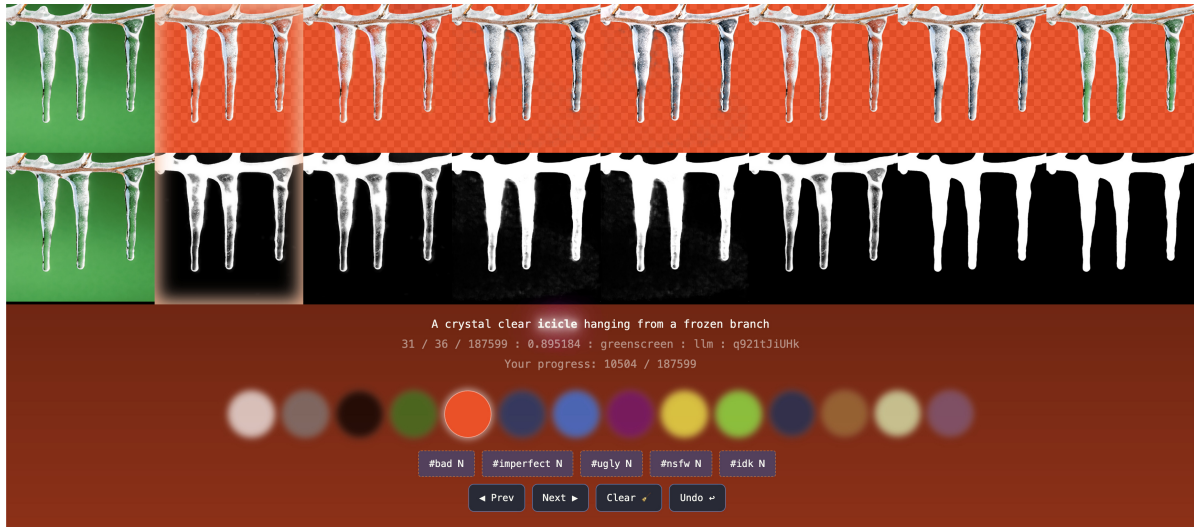 A crystal clear icicle hanging from a frozen branch
31 / 36 / 187599 : 0.895184 : greenscreen : llm : q921tJiUHk
Your progress: 10504 / 187599
#bad N #imperfect N #ugly N #nsfw N #idk N
◀ Prev Next ▶ Clear 🧹 Undo ↩